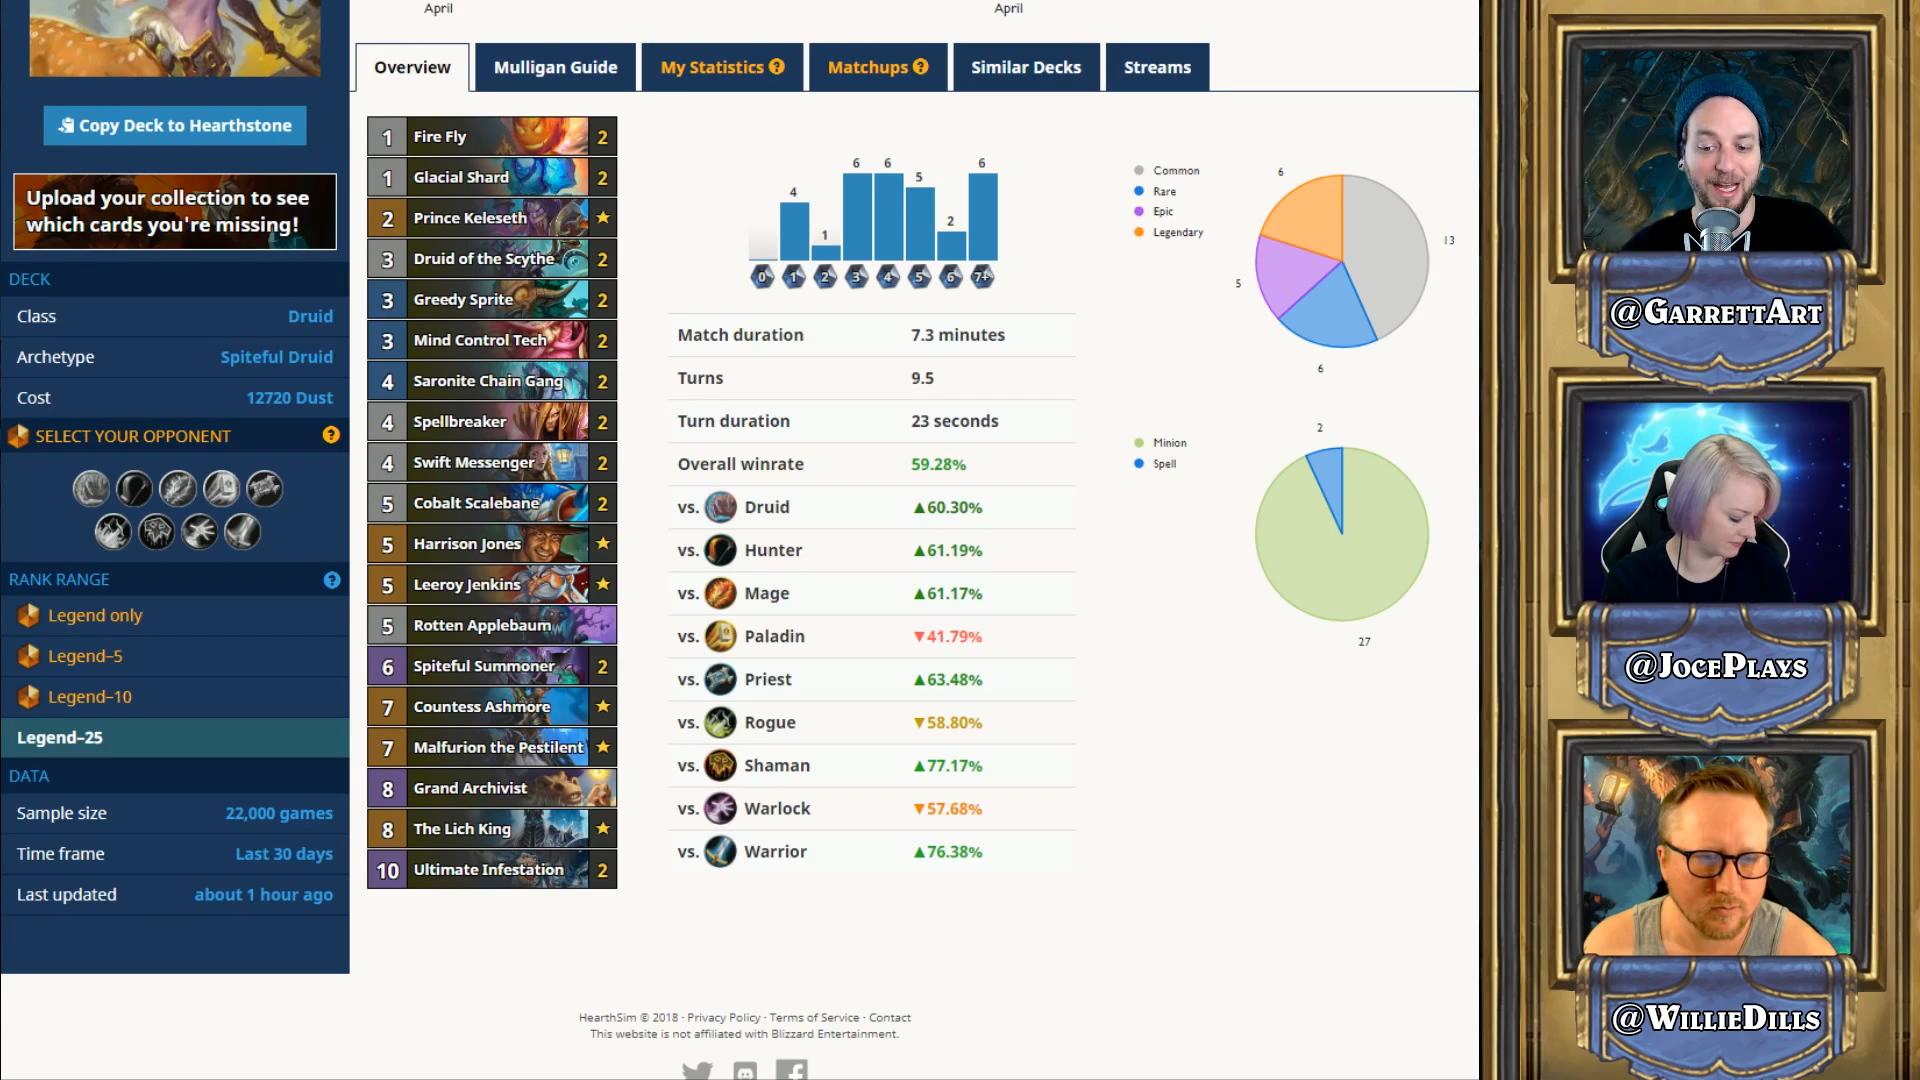 April
April
Overview
Mulligan Guide
My Statistics ?
Matchups ?
Similar Decks
Streams
Copy Deck to Hearthstone
Upload your collection to see
which cards you're missing!
DECK
Class Druid
Archetype Spiteful Druid
Cost 12720 Dust
SELECT YOUR OPPONENT ?
RANK RANGE ?
Legend only
Legend–5
Legend–10
Legend–25
DATA
Sample size 22,000 games
Time frame Last 30 days
Last updated about 1 hour ago
1 Fire Fly 2
1 Glacial Shard 2
2 Prince Keleseth ★
3 Druid of the Scythe 2
3 Greedy Sprite 2
3 Mind Control Tech 2
4 Saronite Chain Gang 2
4 Spellbreaker 2
4 Swift Messenger 2
5 Cobalt Scalebane 2
5 Harrison Jones ★
5 Leeroy Jenkins ★
5 Rotten Applebaum
6 Spiteful Summoner 2
7 Countess Ashmore ★
7 Malfurion the Pestilent ★
8 Grand Archivist
8 The Lich King ★
10 Ultimate Infestation 2
4 1 6 6 5 2 6
0 1 2 3 4 5 6 7+
Match duration 7.3 minutes
Turns 9.5
Turn duration 23 seconds
Overall winrate 59.28%
vs. Druid ▲60.30%
vs. Hunter ▲61.19%
vs. Mage ▲61.17%
vs. Paladin ▼41.79%
vs. Priest ▲63.48%
vs. Rogue ▼58.80%
vs. Shaman ▲77.17%
vs. Warlock ▼57.68%
vs. Warrior ▲76.38%
Common
Rare
Epic
Legendary
6
13
5
6
Minion
Spell
2
27
HearthSim © 2018 · Privacy Policy · Terms of Service · Contact
This website is not affiliated with Blizzard Entertainment.
@GarrettArt
@JocePlays
@WillieDills